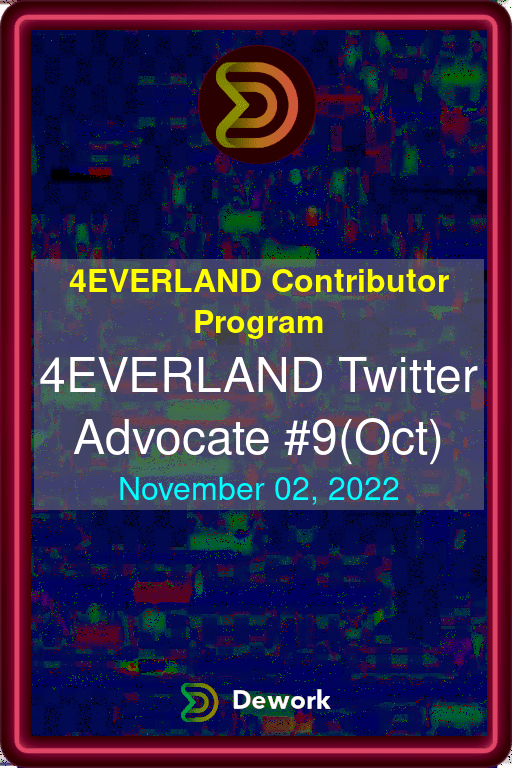 4EVERLAND Contributor
Program
4EVERLAND Twitter
Advocate #9(Oct)
November 02, 2022
Dework